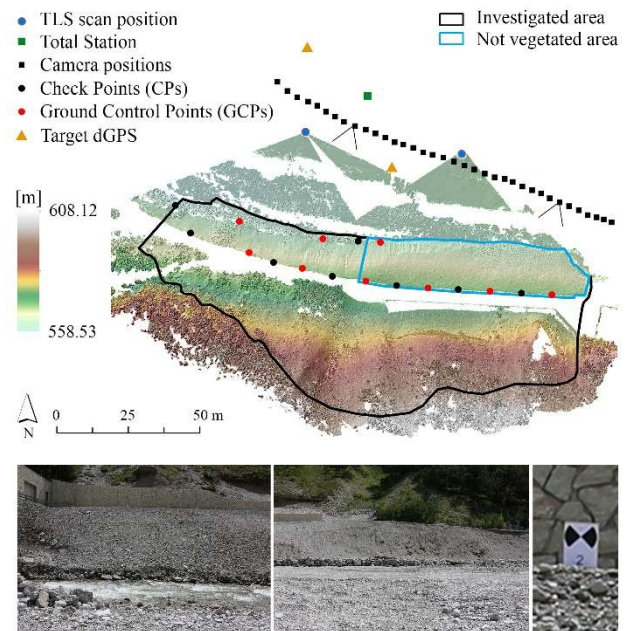 TLS scan position
Total Station
Camera positions
Check Points (CPs)
Ground Control Points (GCPs)
Target dGPS
Investigated area
Not vegetated area
[m]
608.12
558.53
N
0 25 50 m
2